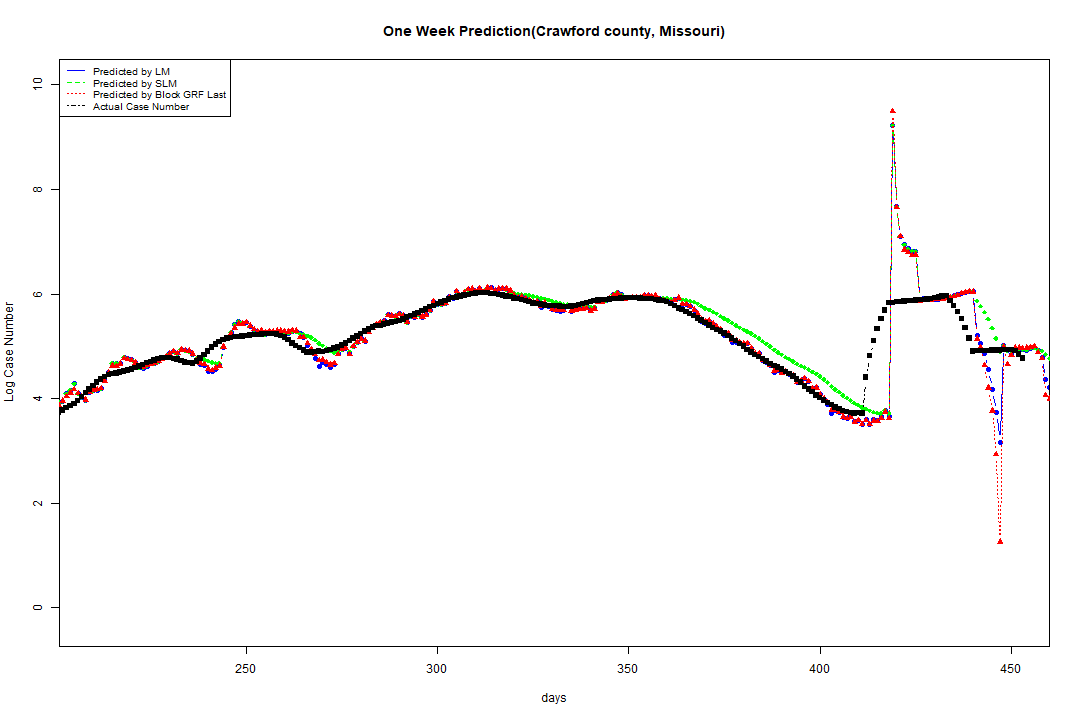 One Week Prediction(Crawford county, Missouri)
Predicted by LM
Predicted by SLM
Predicted by Block GRF Last
Actual Case Number
Log Case Number
10
8
6
4
2
0
250
300
350
400
450
days